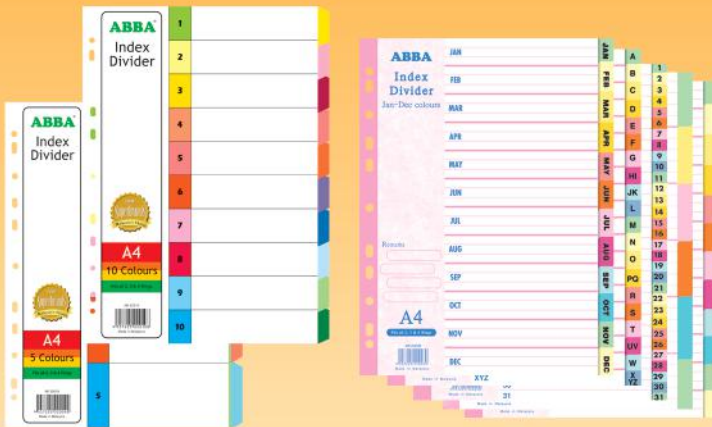 ABBA
Index
Divider
A4
10 Colours
1
2
3
4
5
6
7
8
9
10
ABBA
Index
Divider
A4
5 Colours
5
ABBA
Index
Divider
Jan-Dec colours
A4
JAN
FEB
MAR
APR
MAY
JUN
JUL
AUG
SEP
OCT
NOV
DEC
JAN
FEB
MAR
APR
MAY
JUN
JUL
AUG
SEP
OCT
NOV
DEC
A
B
C
D
E
F
G
HI
JK
L
M
N
O
PQ
R
S
T
UV
W
X
YZ
1
2
3
4
5
6
7
8
9
10
11
12
13
14
15
16
17
18
19
20
21
22
23
24
25
26
27
28
29
30
31
XYZ
31